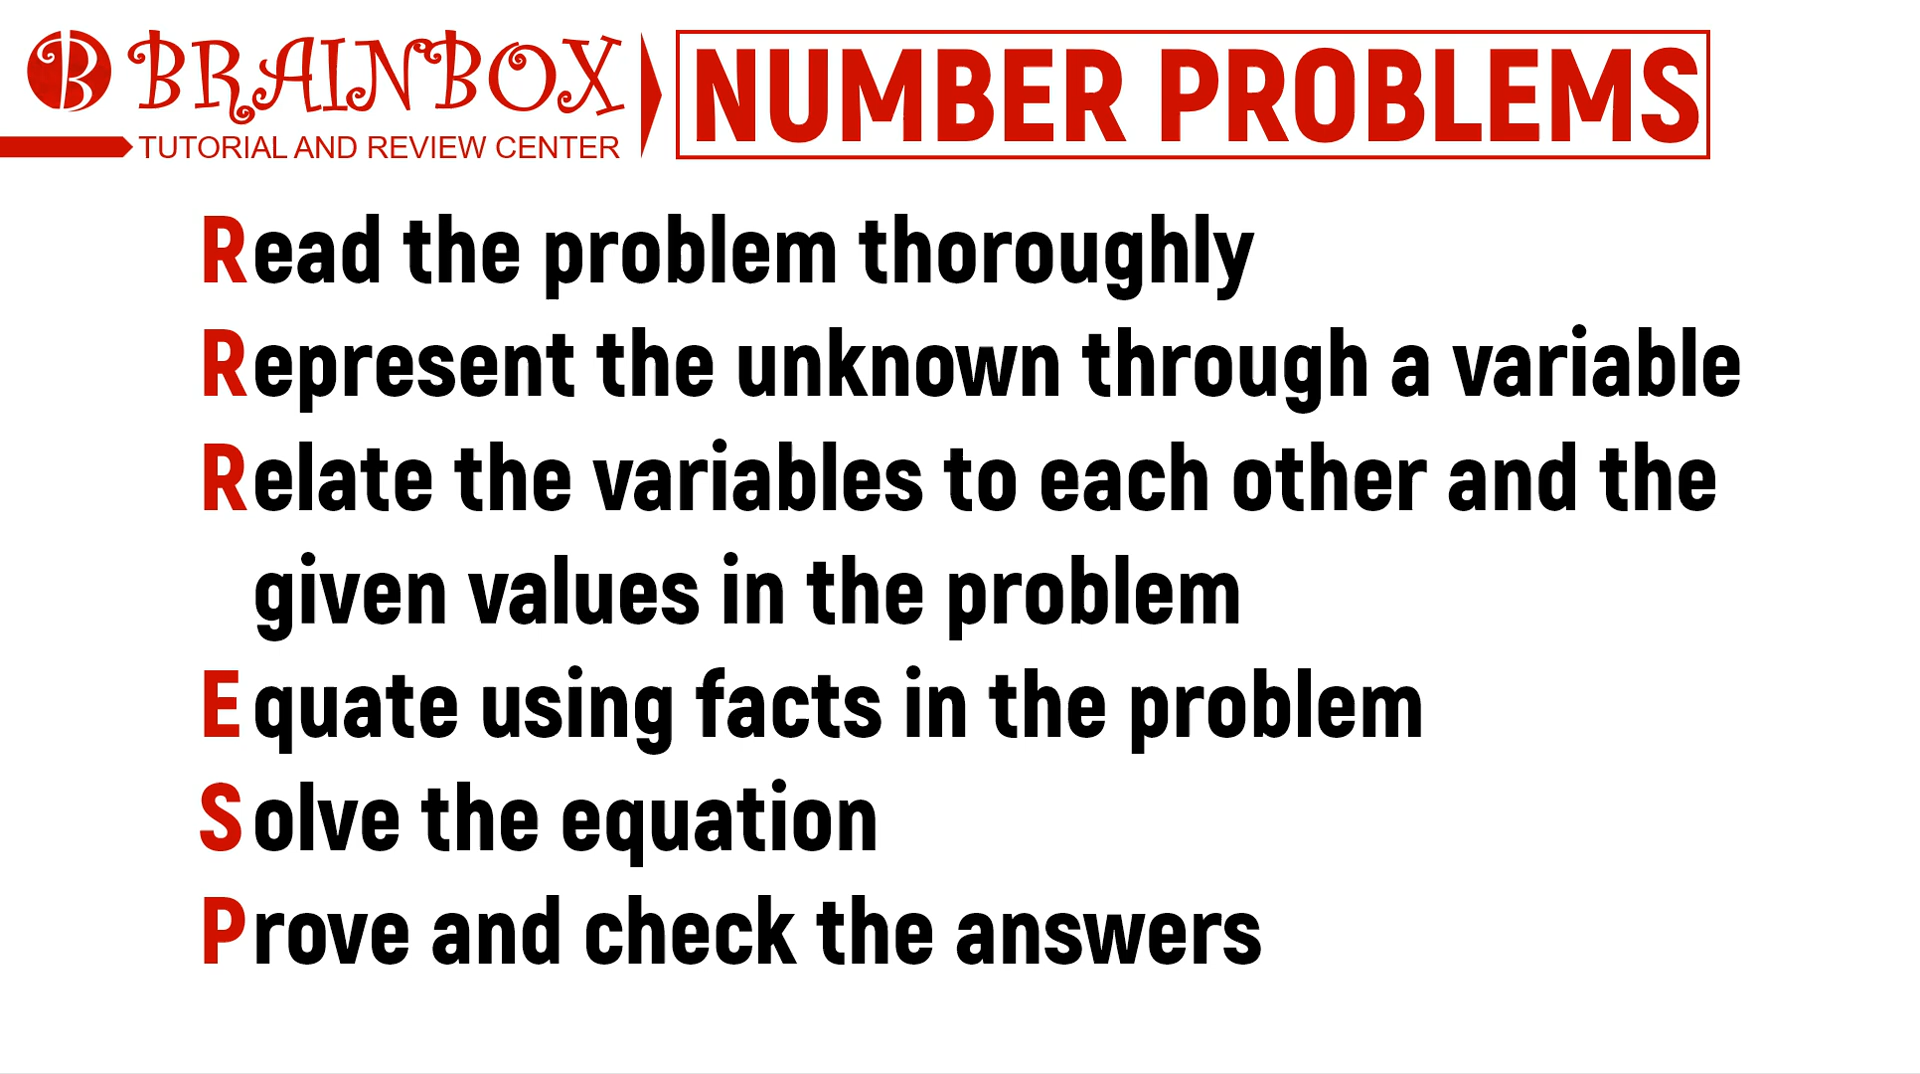 B BRAINBOX
TUTORIAL AND REVIEW CENTER
NUMBER PROBLEMS
Read the problem thoroughly
Represent the unknown through a variable
Relate the variables to each other and the
given values in the problem
Equate using facts in the problem
Solve the equation
Prove and check the answers